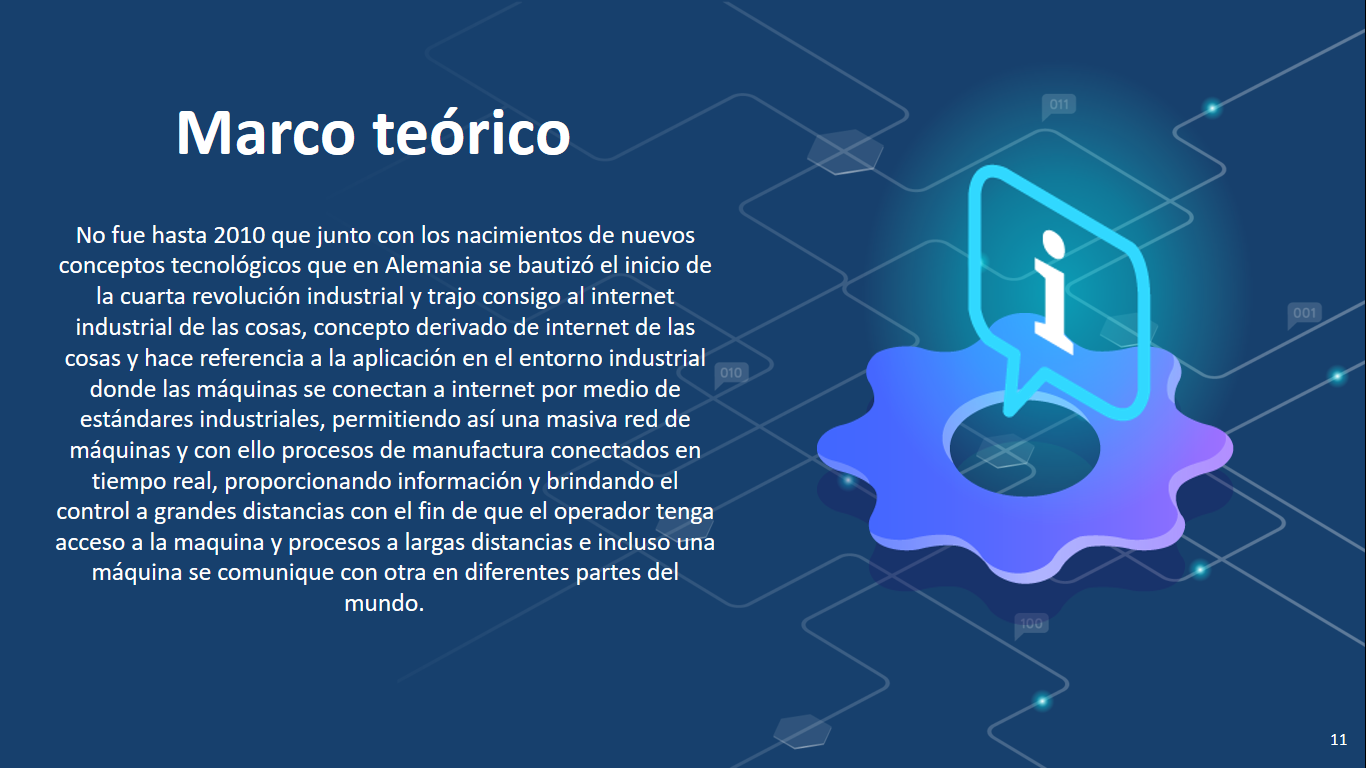 Marco teórico
No fue hasta 2010 que junto con los nacimientos de nuevos
conceptos tecnológicos que en Alemania se bautizó el inicio de
la cuarta revolución industrial y trajo consigo al internet
industrial de las cosas, concepto derivado de internet de las
cosas y hace referencia a la aplicación en el entorno industrial
donde las máquinas se conectan a internet por medio de
estándares industriales, permitiendo así una masiva red de
máquinas y con ello procesos de manufactura conectados en
tiempo real, proporcionando información y brindando el
control a grandes distancias con el fin de que el operador tenga
acceso a la maquina y procesos a largas distancias e incluso una
máquina se comunique con otra en diferentes partes del
mundo.
011
001
010
i
100
11